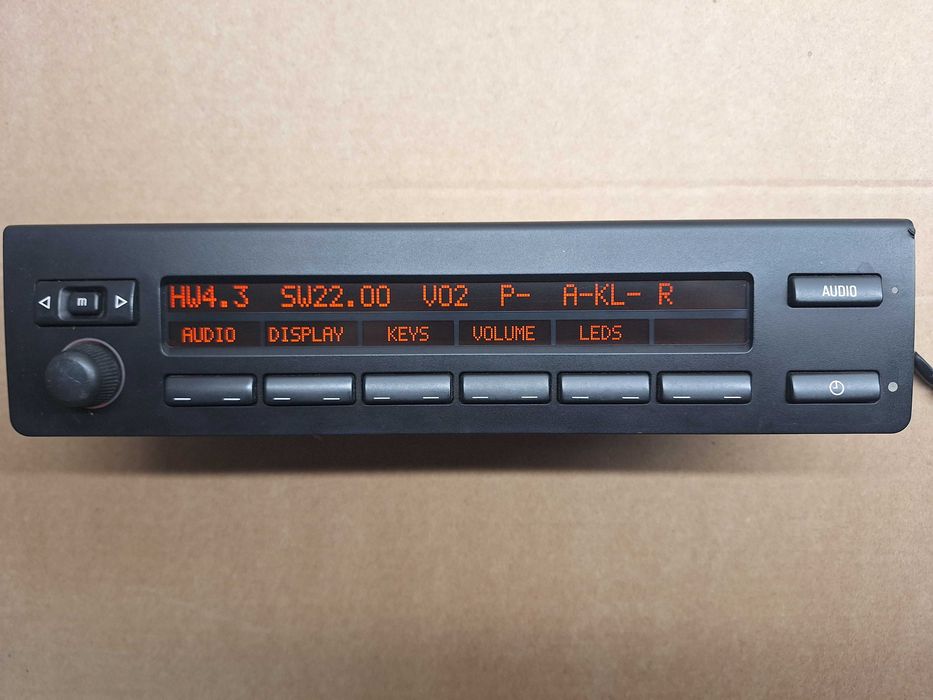 HW4.3 SW22.00 V02 P- A-KL- R
m
AUDIO
AUDIO DISPLAY KEYS VOLUME LEDS